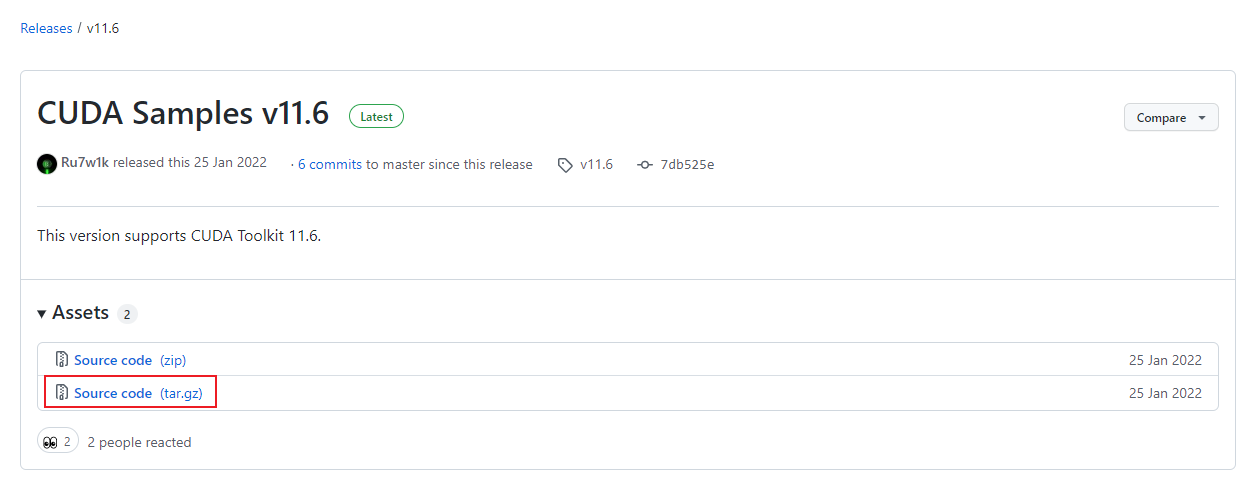 Releases / v11.6
CUDA Samples v11.6 Latest Compare
Ru7w1k released this 25 Jan 2022 · 6 commits to master since this release v11.6 7db525e
This version supports CUDA Toolkit 11.6.
Assets 2
Source code (zip) 25 Jan 2022
Source code (tar.gz) 25 Jan 2022
2 2 people reacted